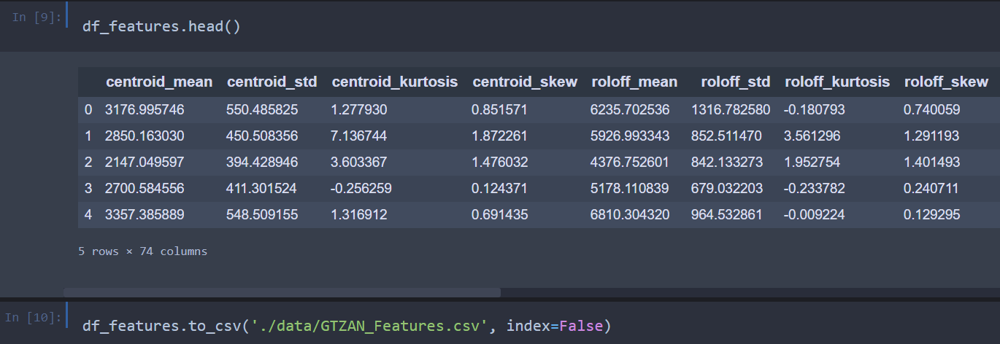 In [9]:
df_features.head()
centroid_mean centroid_std centroid_kurtosis centroid_skew roloff_mean roloff_std roloff_kurtosis roloff_skew
0 3176.995746 550.485825 1.277930 0.851571 6235.702536 1316.782580 -0.180793 0.740059
1 2850.163030 450.508356 7.136744 1.872261 5926.993343 852.511470 3.561296 1.291193
2 2147.049597 394.428946 3.603367 1.476032 4376.752601 842.133273 1.952754 1.401493
3 2700.584556 411.301524 -0.256259 0.124371 5178.110839 679.032203 -0.233782 0.240711
4 3357.385889 548.509155 1.316912 0.691435 6810.304320 964.532861 -0.009224 0.129295
5 rows × 74 columns
In [10]:
df_features.to_csv('./data/GTZAN_Features.csv', index=False)